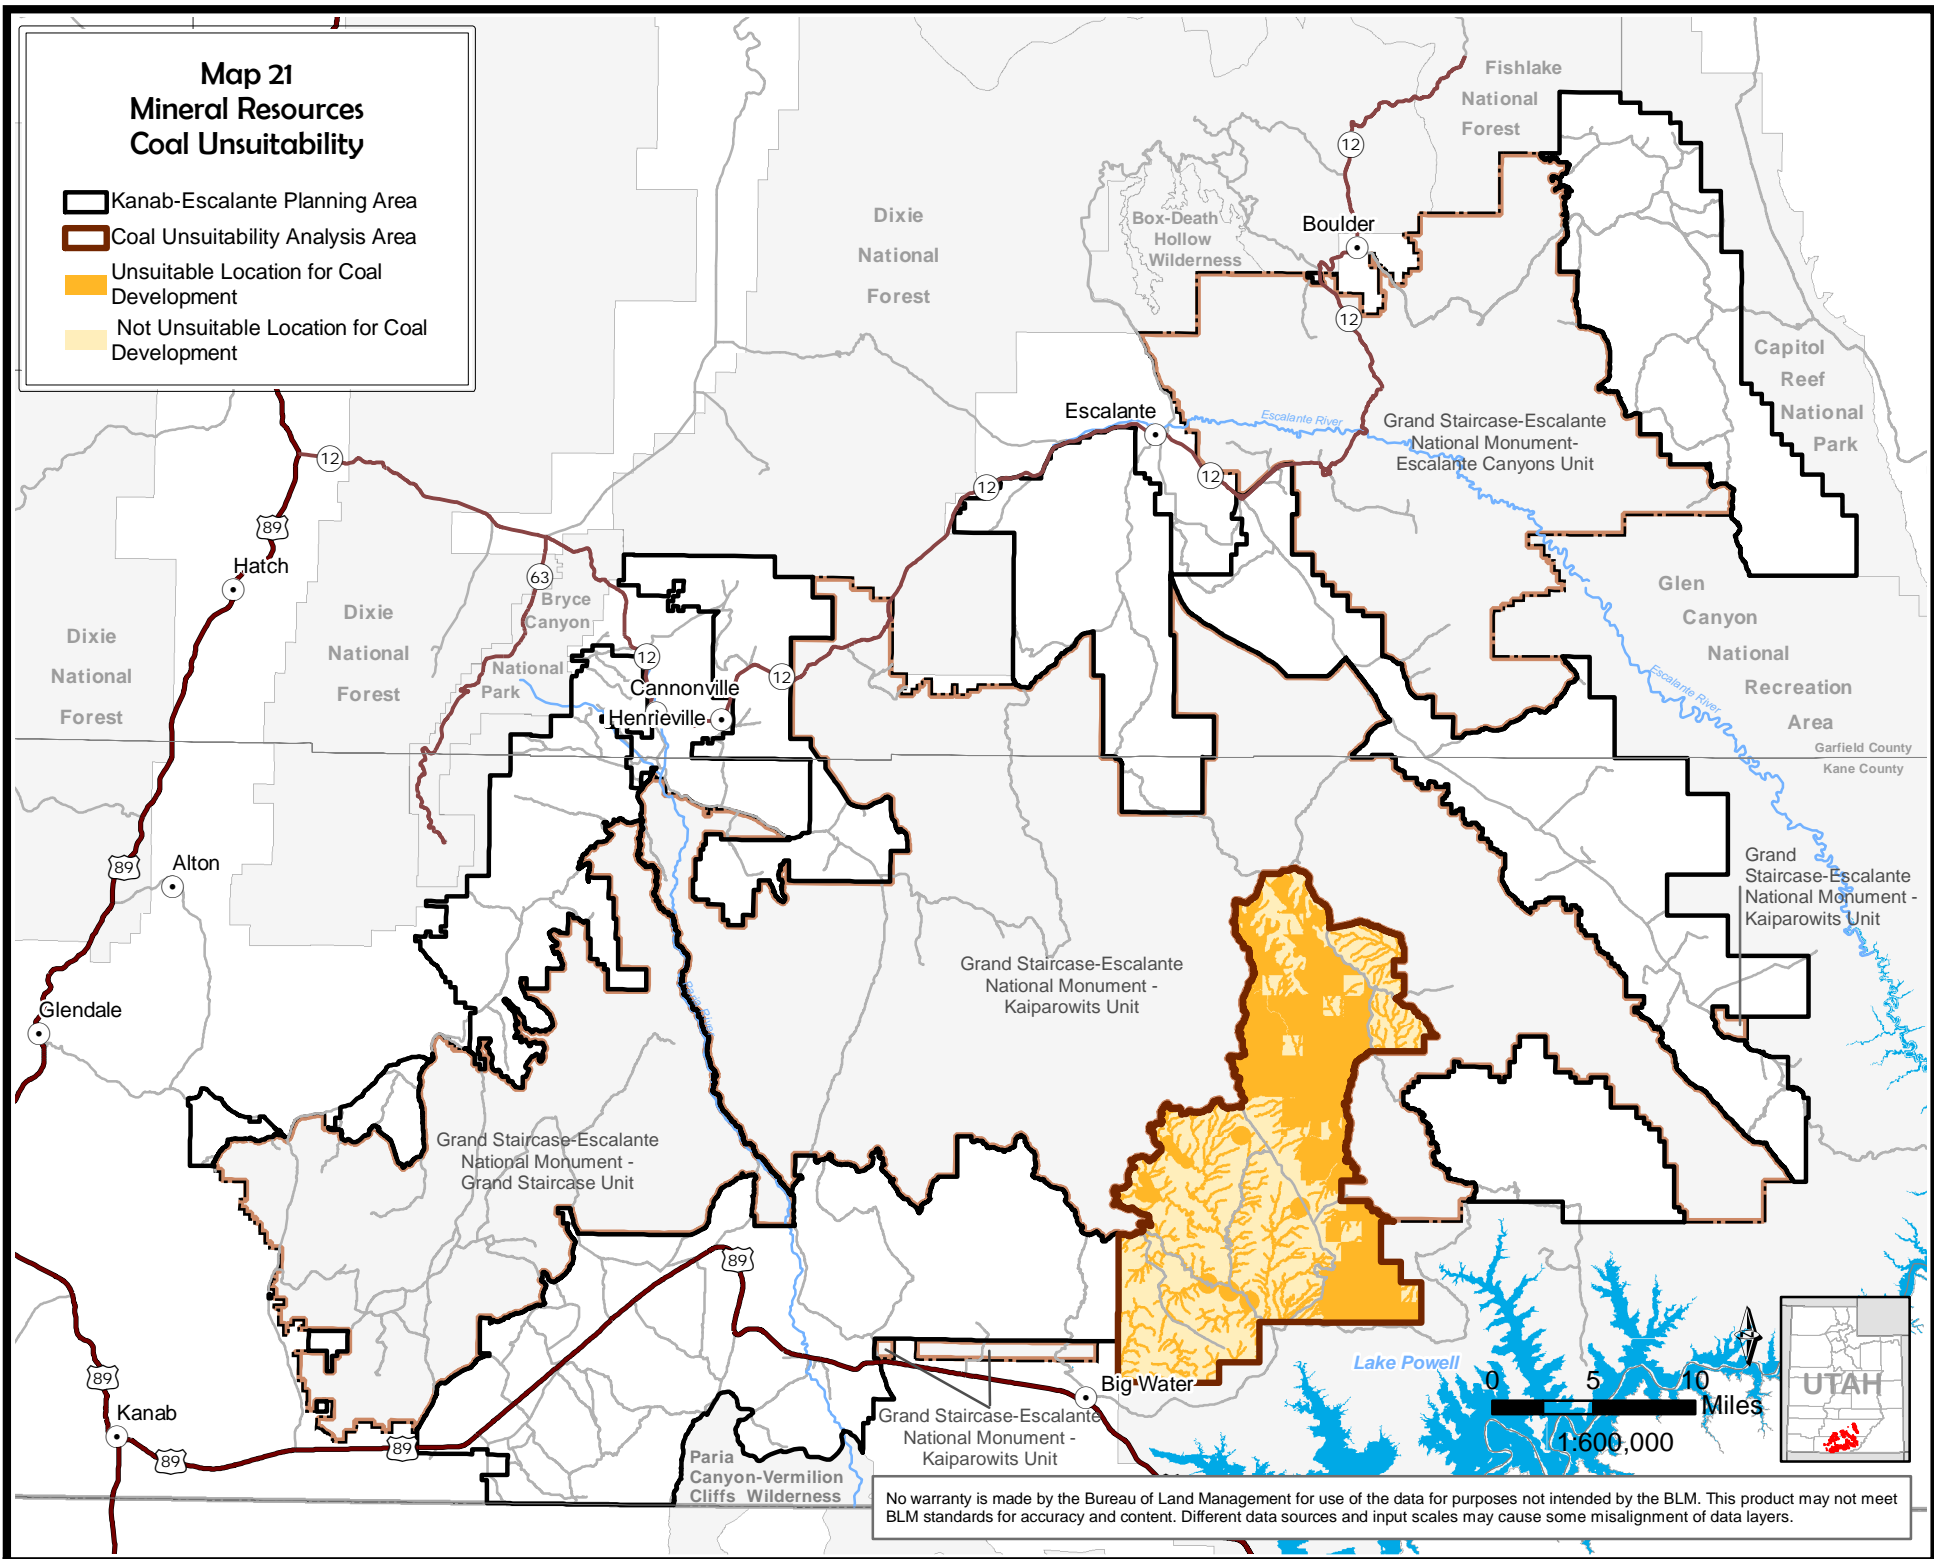 Map 21
Mineral Resources
Coal Unsuitability
Kanab-Escalante Planning Area
Coal Unsuitability Analysis Area
Unsuitable Location for Coal
Development
Not Unsuitable Location for Coal
Development
Fishlake
National
Forest
12
Dixie
National
Forest
Box-Death
Hollow
Wilderness
Boulder
12
Capitol
Reef
National
Park
Escalante
Escalante River
Grand Staircase-Escalante
National Monument-
Escalante Canyons Unit
12
12
12
89
Hatch
63
Bryce
Canyon
National
Park
Dixie
National
Forest
Dixie
National
Forest
Glen
Canyon
National
Recreation
Area
Escalante River
12
12
Cannonville
Henrieville
Garfield County
Kane County
89
Alton
Grand
Staircase-Escalante
National Monument -
Kaiparowits Unit
Grand Staircase-Escalante
National Monument -
Kaiparowits Unit
Paria River
Glendale
Grand Staircase-Escalante
National Monument -
Grand Staircase Unit
89
89
Kanab
89
89
Big Water
Grand Staircase-Escalante
National Monument -
Kaiparowits Unit
Paria
Canyon-Vermilion
Cliffs Wilderness
Lake Powell
0 5 10
Miles
1:600,000
UTAH
No warranty is made by the Bureau of Land Management for use of the data for purposes not intended by the BLM. This product may not meet
BLM standards for accuracy and content. Different data sources and input scales may cause some misalignment of data layers.